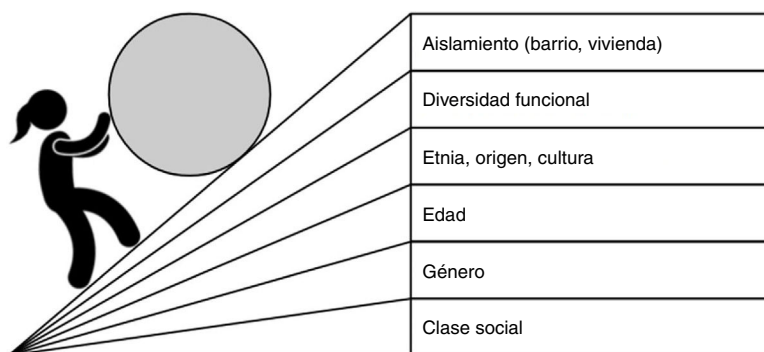 Aislamiento (barrio, vivienda)
Diversidad funcional
Etnia, origen, cultura
Edad
Género
Clase social